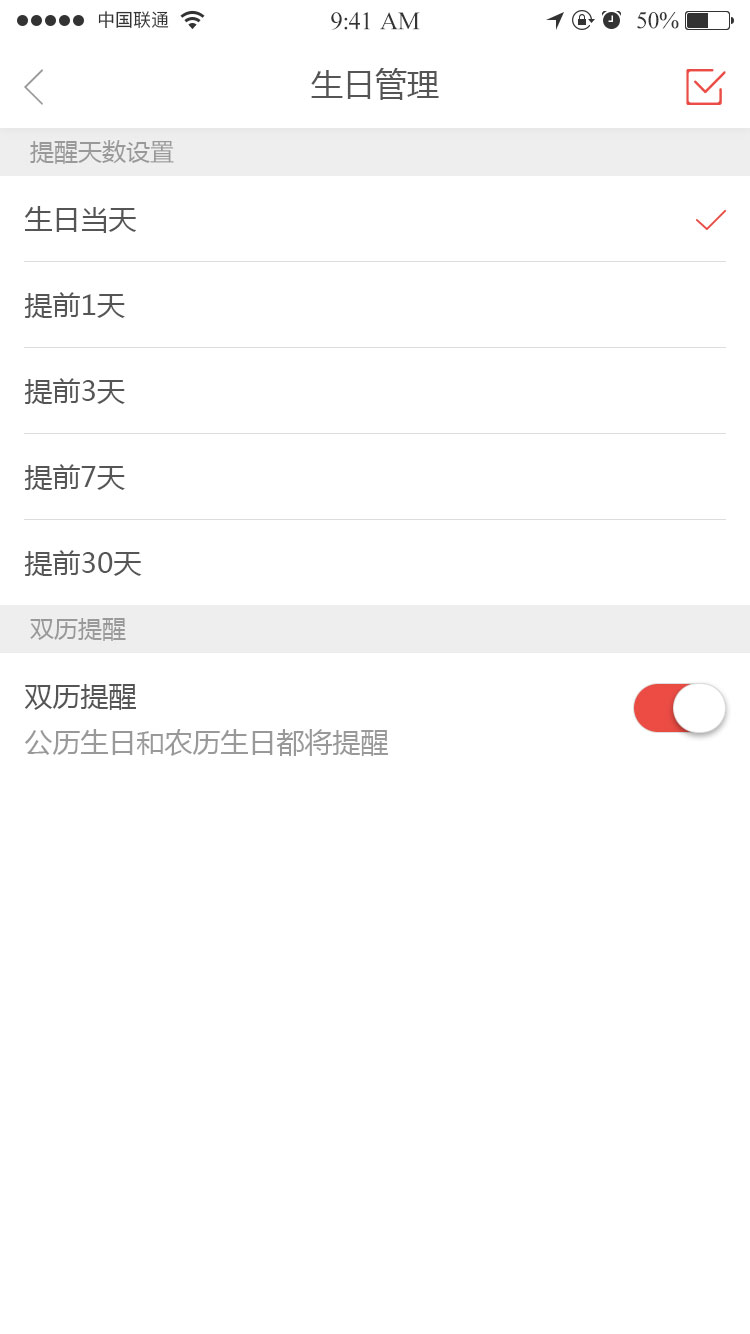 中国联通 9:41 AM 50%
生日管理
提醒天数设置
生日当天
提前1天
提前3天
提前7天
提前30天
双历提醒
双历提醒
公历生日和农历生日都将提醒